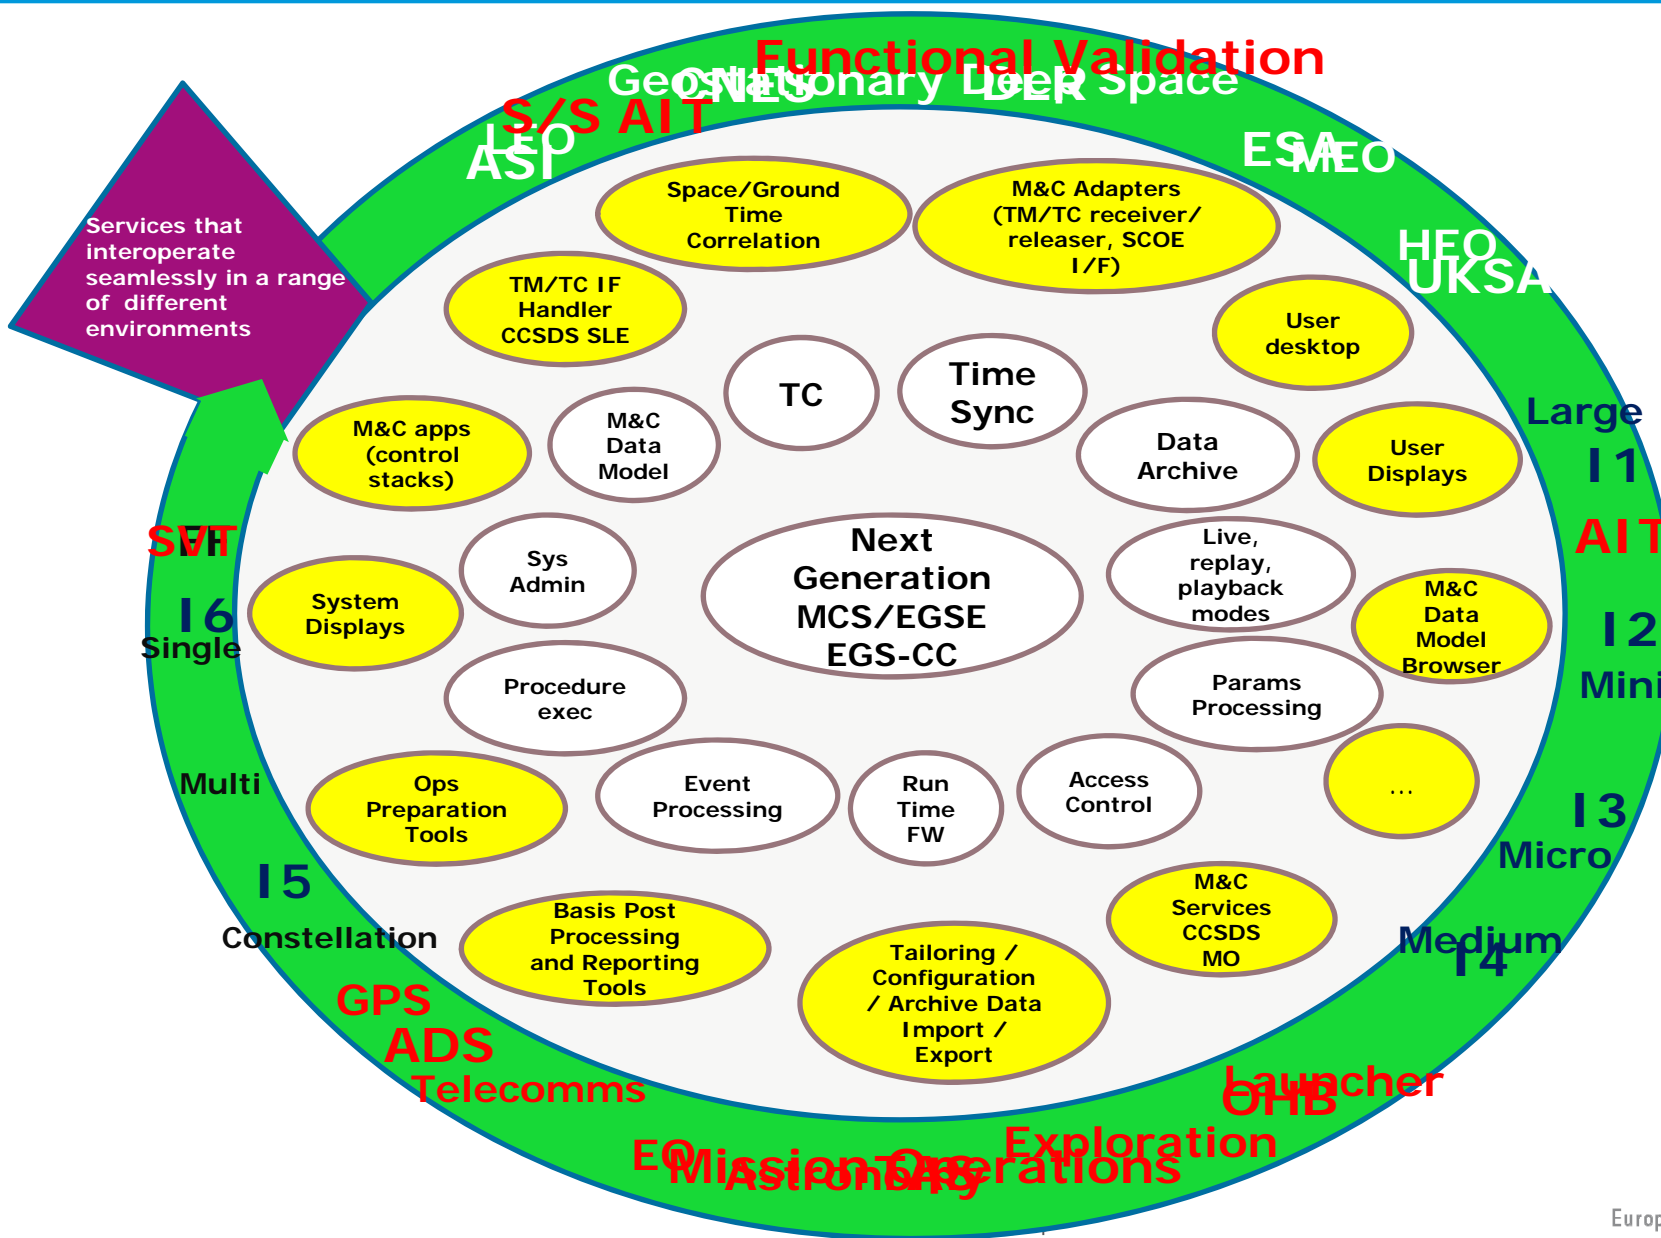 Functional Validation
Geostationary Deep Space
CNES
DLR
S/S AIT
LEO
ASI
ESA
MEO
HEO
UKSA
Services that
interoperate
seamlessly in a range
of different
environments
Space/Ground
Time
Correlation
M&C Adapters
(TM/TC receiver/
releaser, SCOE
I/F)
TM/TC IF
Handler
CCSDS SLE
User
desktop
TC
Time
Sync
Large
M&C apps
(control
stacks)
M&C
Data
Model
Data
Archive
User
Displays
I1
SVT
AIT
Sys
Admin
Next
Generation
MCS/EGSE
EGS-CC
Live,
replay,
playback
modes
I6
Single
System
Displays
M&C
Data
Model
Browser
I2
Mini
Procedure
exec
Params
Processing
Multi
Ops
Preparation
Tools
Event
Processing
Run
Time
FW
Access
Control
...
I3
Micro
I5
Constellation
Basis Post
Processing
and Reporting
Tools
Tailoring /
Configuration
/ Archive Data
Import /
Export
M&C
Services
CCSDS
MO
Medium
I4
GPS
ADS
Telecomms
Launcher
OHB
Exploration
EO
Mission Operations
Astronomy
TAS
Europ